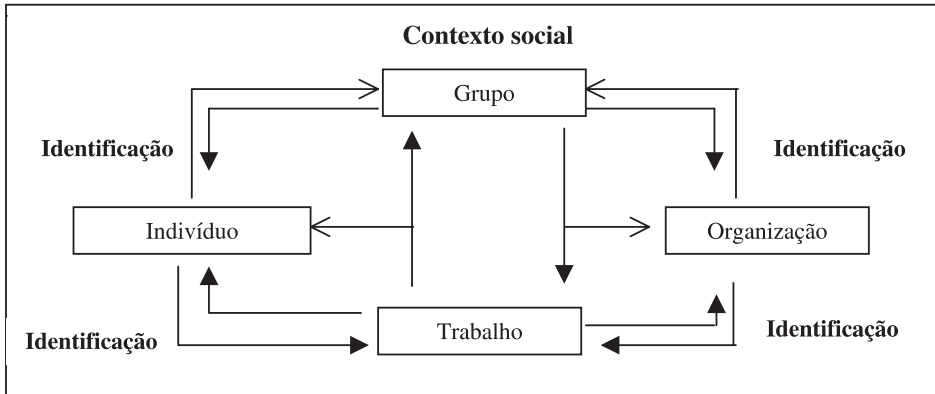 Contexto social
Grupo
Identificação
Identificação
Indivíduo
Organização
Identificação
Trabalho
Identificação